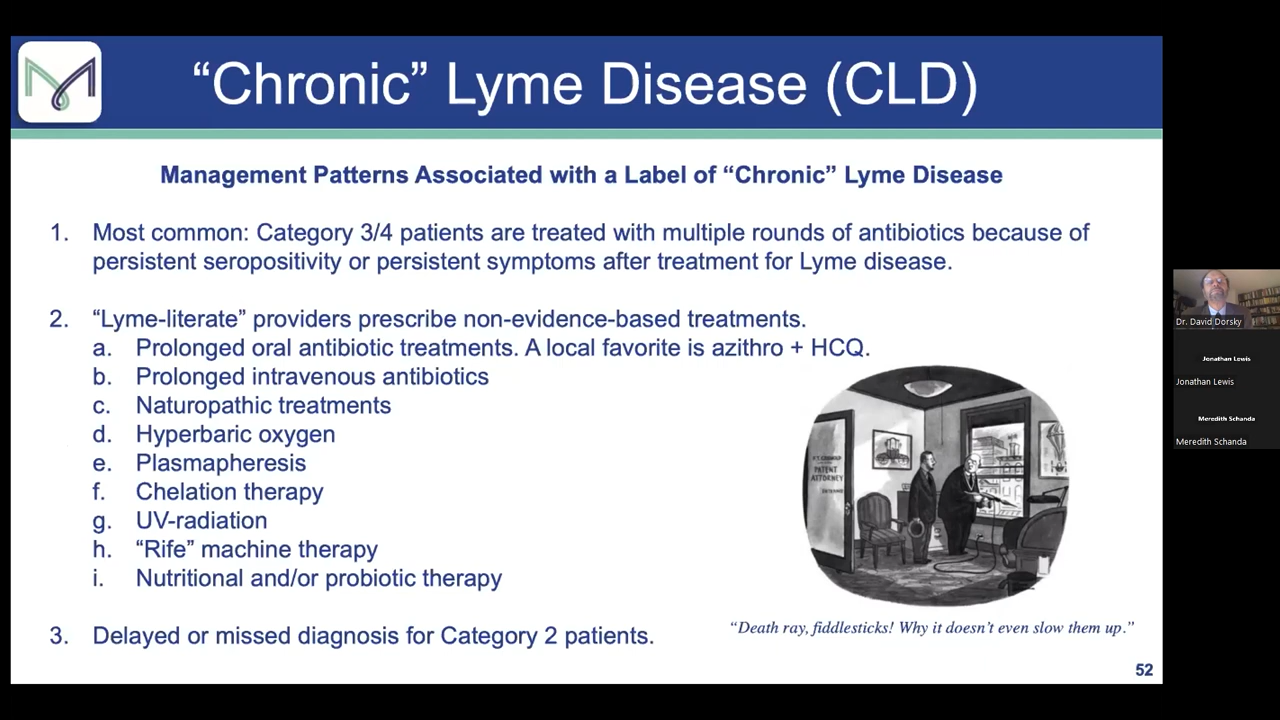 “Chronic” Lyme Disease (CLD)
Management Patterns Associated with a Label of “Chronic” Lyme Disease
1. Most common: Category 3/4 patients are treated with multiple rounds of antibiotics because of
persistent seropositivity or persistent symptoms after treatment for Lyme disease.
2. “Lyme-literate” providers prescribe non-evidence-based treatments.
a. Prolonged oral antibiotic treatments. A local favorite is azithro + HCQ.
b. Prolonged intravenous antibiotics
c. Naturopathic treatments
d. Hyperbaric oxygen
e. Plasmapheresis
f. Chelation therapy
g. UV-radiation
h. “Rife” machine therapy
i. Nutritional and/or probiotic therapy
3. Delayed or missed diagnosis for Category 2 patients.
PATENT
ATTORNEY
“Death ray, fiddlesticks! Why it doesn’t even slow them up.”
52
Dr. David Dorsky
Jonathan Lewis
Jonathan Lewis
Meredith Schanda
Meredith Schanda